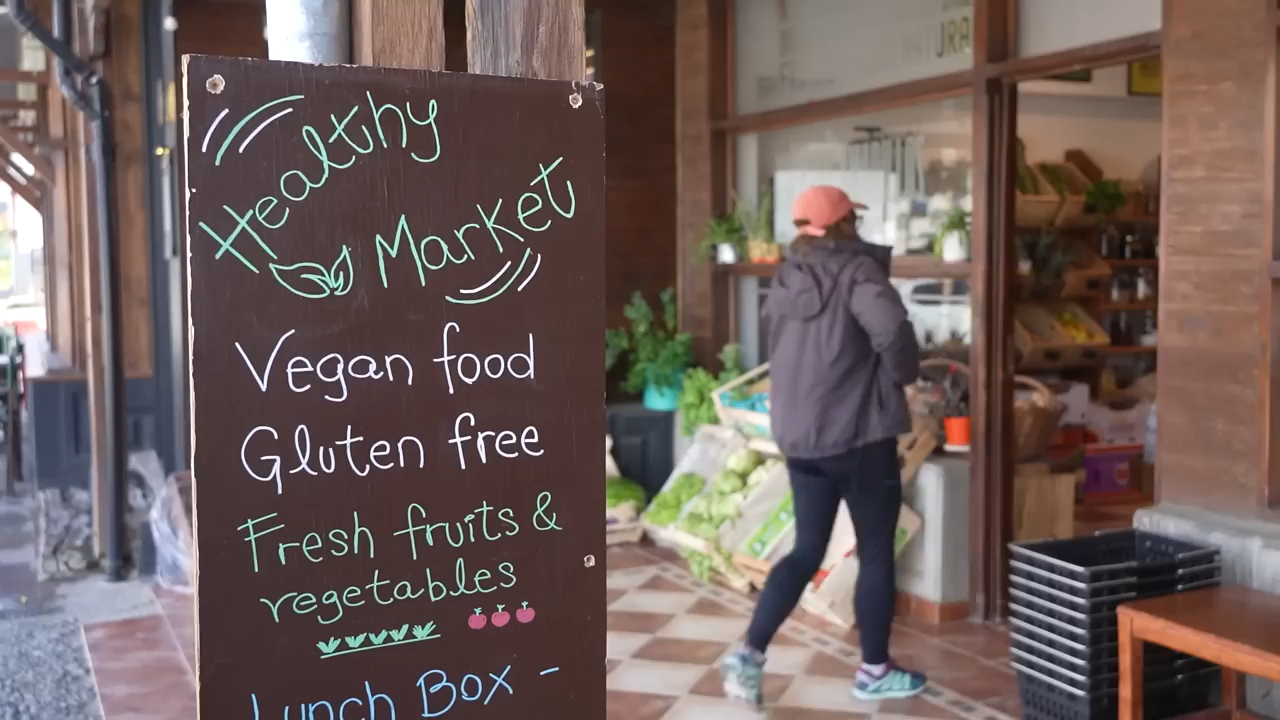 Healthy
Market
Vegan food
Gluten free
Fresh fruits &
vegetables
Lunch Box -